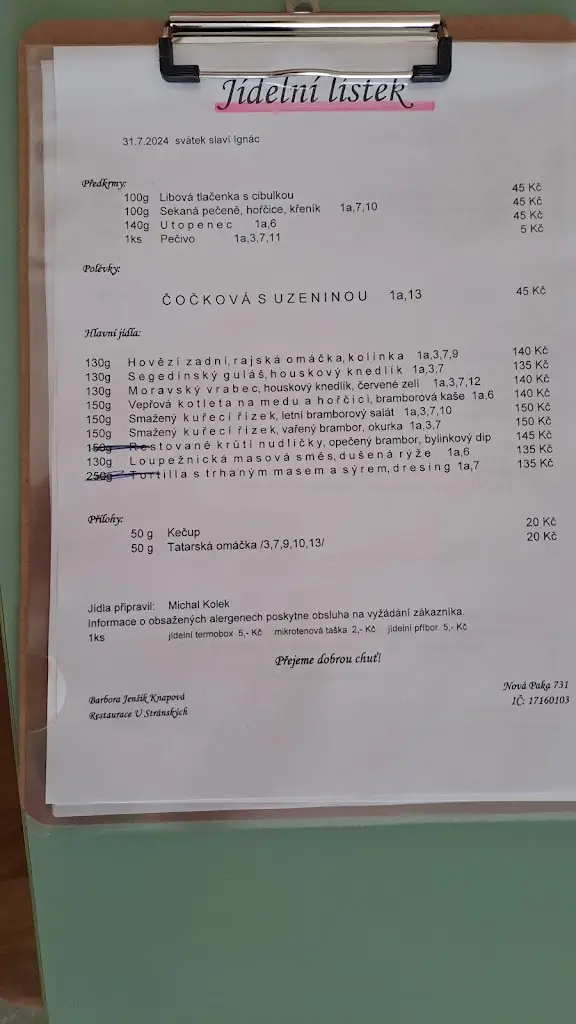 Jídelní lístek
31.7.2024 svátek slaví Ignác
Předkrmy:
100g Libová tlačenka s cibulkou 45 Kč
100g Sekaná pečeně, hořčice, křeník 1a,7,10 45 Kč
140g Utopenec 1a,6 45 Kč
1ks Pečivo 1a,3,7,11 5 Kč
Polévky:
ČOČKOVÁ S UZENINOU 1a,13 45 Kč
Hlavní jídla:
130g Hovězí zadní, rajská omáčka, kolínka 1a,3,7,9 140 Kč
130g Segedínský guláš, houskový knedlík 1a,3,7 135 Kč
130g Moravský vrabec, houskový knedlík, červené zelí 1a,3,7,12 140 Kč
150g Vepřová kotleta na medu a hořčici, bramborová kaše 1a,6 140 Kč
150g Smažený kuřecí řízek, letní bramborový salát 1a,3,7,10 150 Kč
150g Smažený kuřecí řízek, vařený brambor, okurka 1a,3,7 150 Kč
150g Restované krůtí nudličky, opečený brambor, bylinkový dip 145 Kč
130g Loupežnická masová směs, dušená rýže 1a,6 135 Kč
250g Tortilla s trhaným masem a sýrem, dresing 1a,7 135 Kč
Přílohy:
50 g Kečup 20 Kč
50 g Tatarská omáčka /3,7,9,10,13/ 20 Kč
Jídla připravil: Michal Kolek
Informace o obsažených alergenech poskytne obsluha na vyžádání zákazníka.
1ks jídelní termobox 5,- Kč mikrotenová taška 2,- Kč jídelní příbor 5,- Kč
Přejeme dobrou chuť!
Barbora Jenšík Knapová Nová Paka 731
Restaurace U Stránských IČ: 17160103